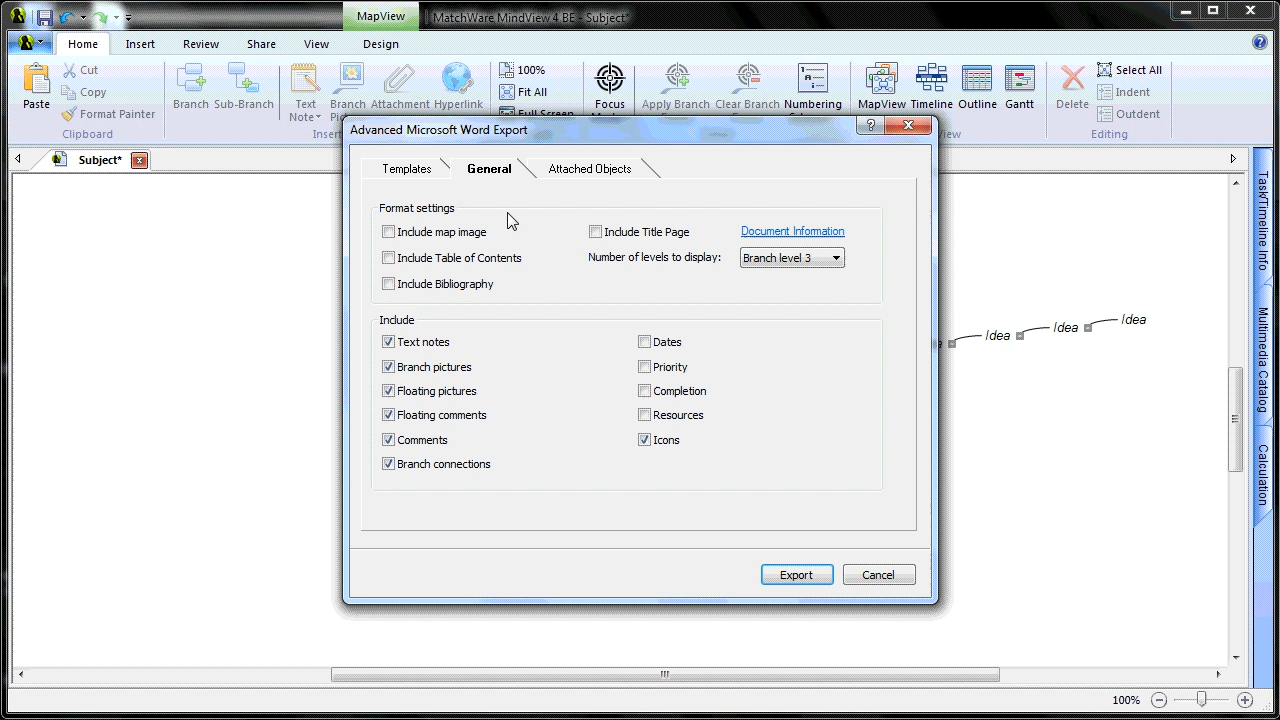 MapView
MatchWare MindView 4 BE - Subject*
Home Insert Review Share View Design
Paste
Cut
Copy
Format Painter
Clipboard
Branch Sub-Branch
Text
Note
Branch
Attachment Hyperlink
Insert
100%
Fit All
Full Screen
Focus
Apply Branch Clear Branch Numbering
MapView Timeline Outline Gantt
View
Delete
Select All
Indent
Outdent
Editing
Subject*
Advanced Microsoft Word Export
Templates General Attached Objects
Format settings
Include map image
Include Title Page
Document Information
Include Table of Contents
Number of levels to display:
Branch level 3
Include Bibliography
Include
Text notes
Dates
Branch pictures
Priority
Floating pictures
Completion
Floating comments
Resources
Comments
Icons
Branch connections
Export
Cancel
Idea
Idea
Idea
Task/Timeline Info
Multimedia Catalog
Calculation
100%